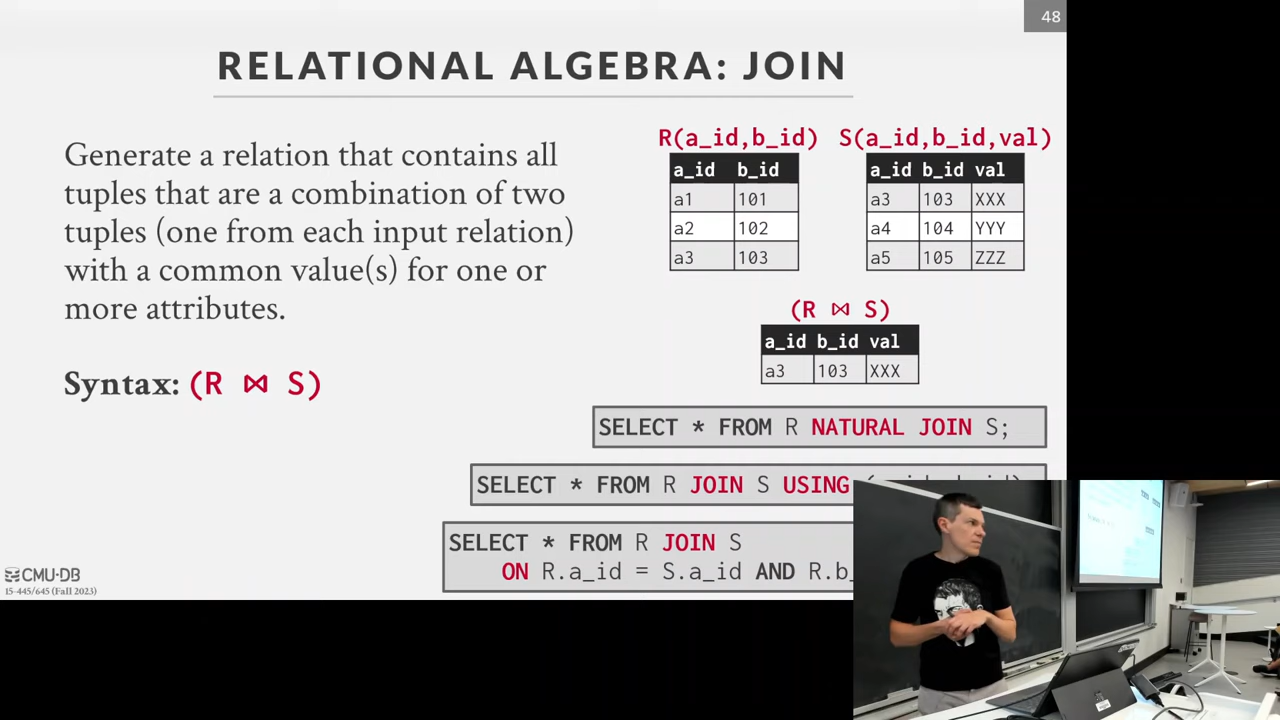 48
RELATIONAL ALGEBRA: JOIN
Generate a relation that contains all
tuples that are a combination of two
tuples (one from each input relation)
with a common value(s) for one or
more attributes.
Syntax: (R ⋈ S)
R(a_id,b_id)
a_id b_id
a1 101
a2 102
a3 103
S(a_id,b_id,val)
a_id b_id val
a3 103 XXX
a4 104 YYY
a5 105 ZZZ
(R ⋈ S)
a_id b_id val
a3 103 XXX
SELECT * FROM R NATURAL JOIN S;
SELECT * FROM R JOIN S USING
SELECT * FROM R JOIN S
ON R.a_id = S.a_id AND R.b_
CMU·DB
15-445/645 (Fall 2023)